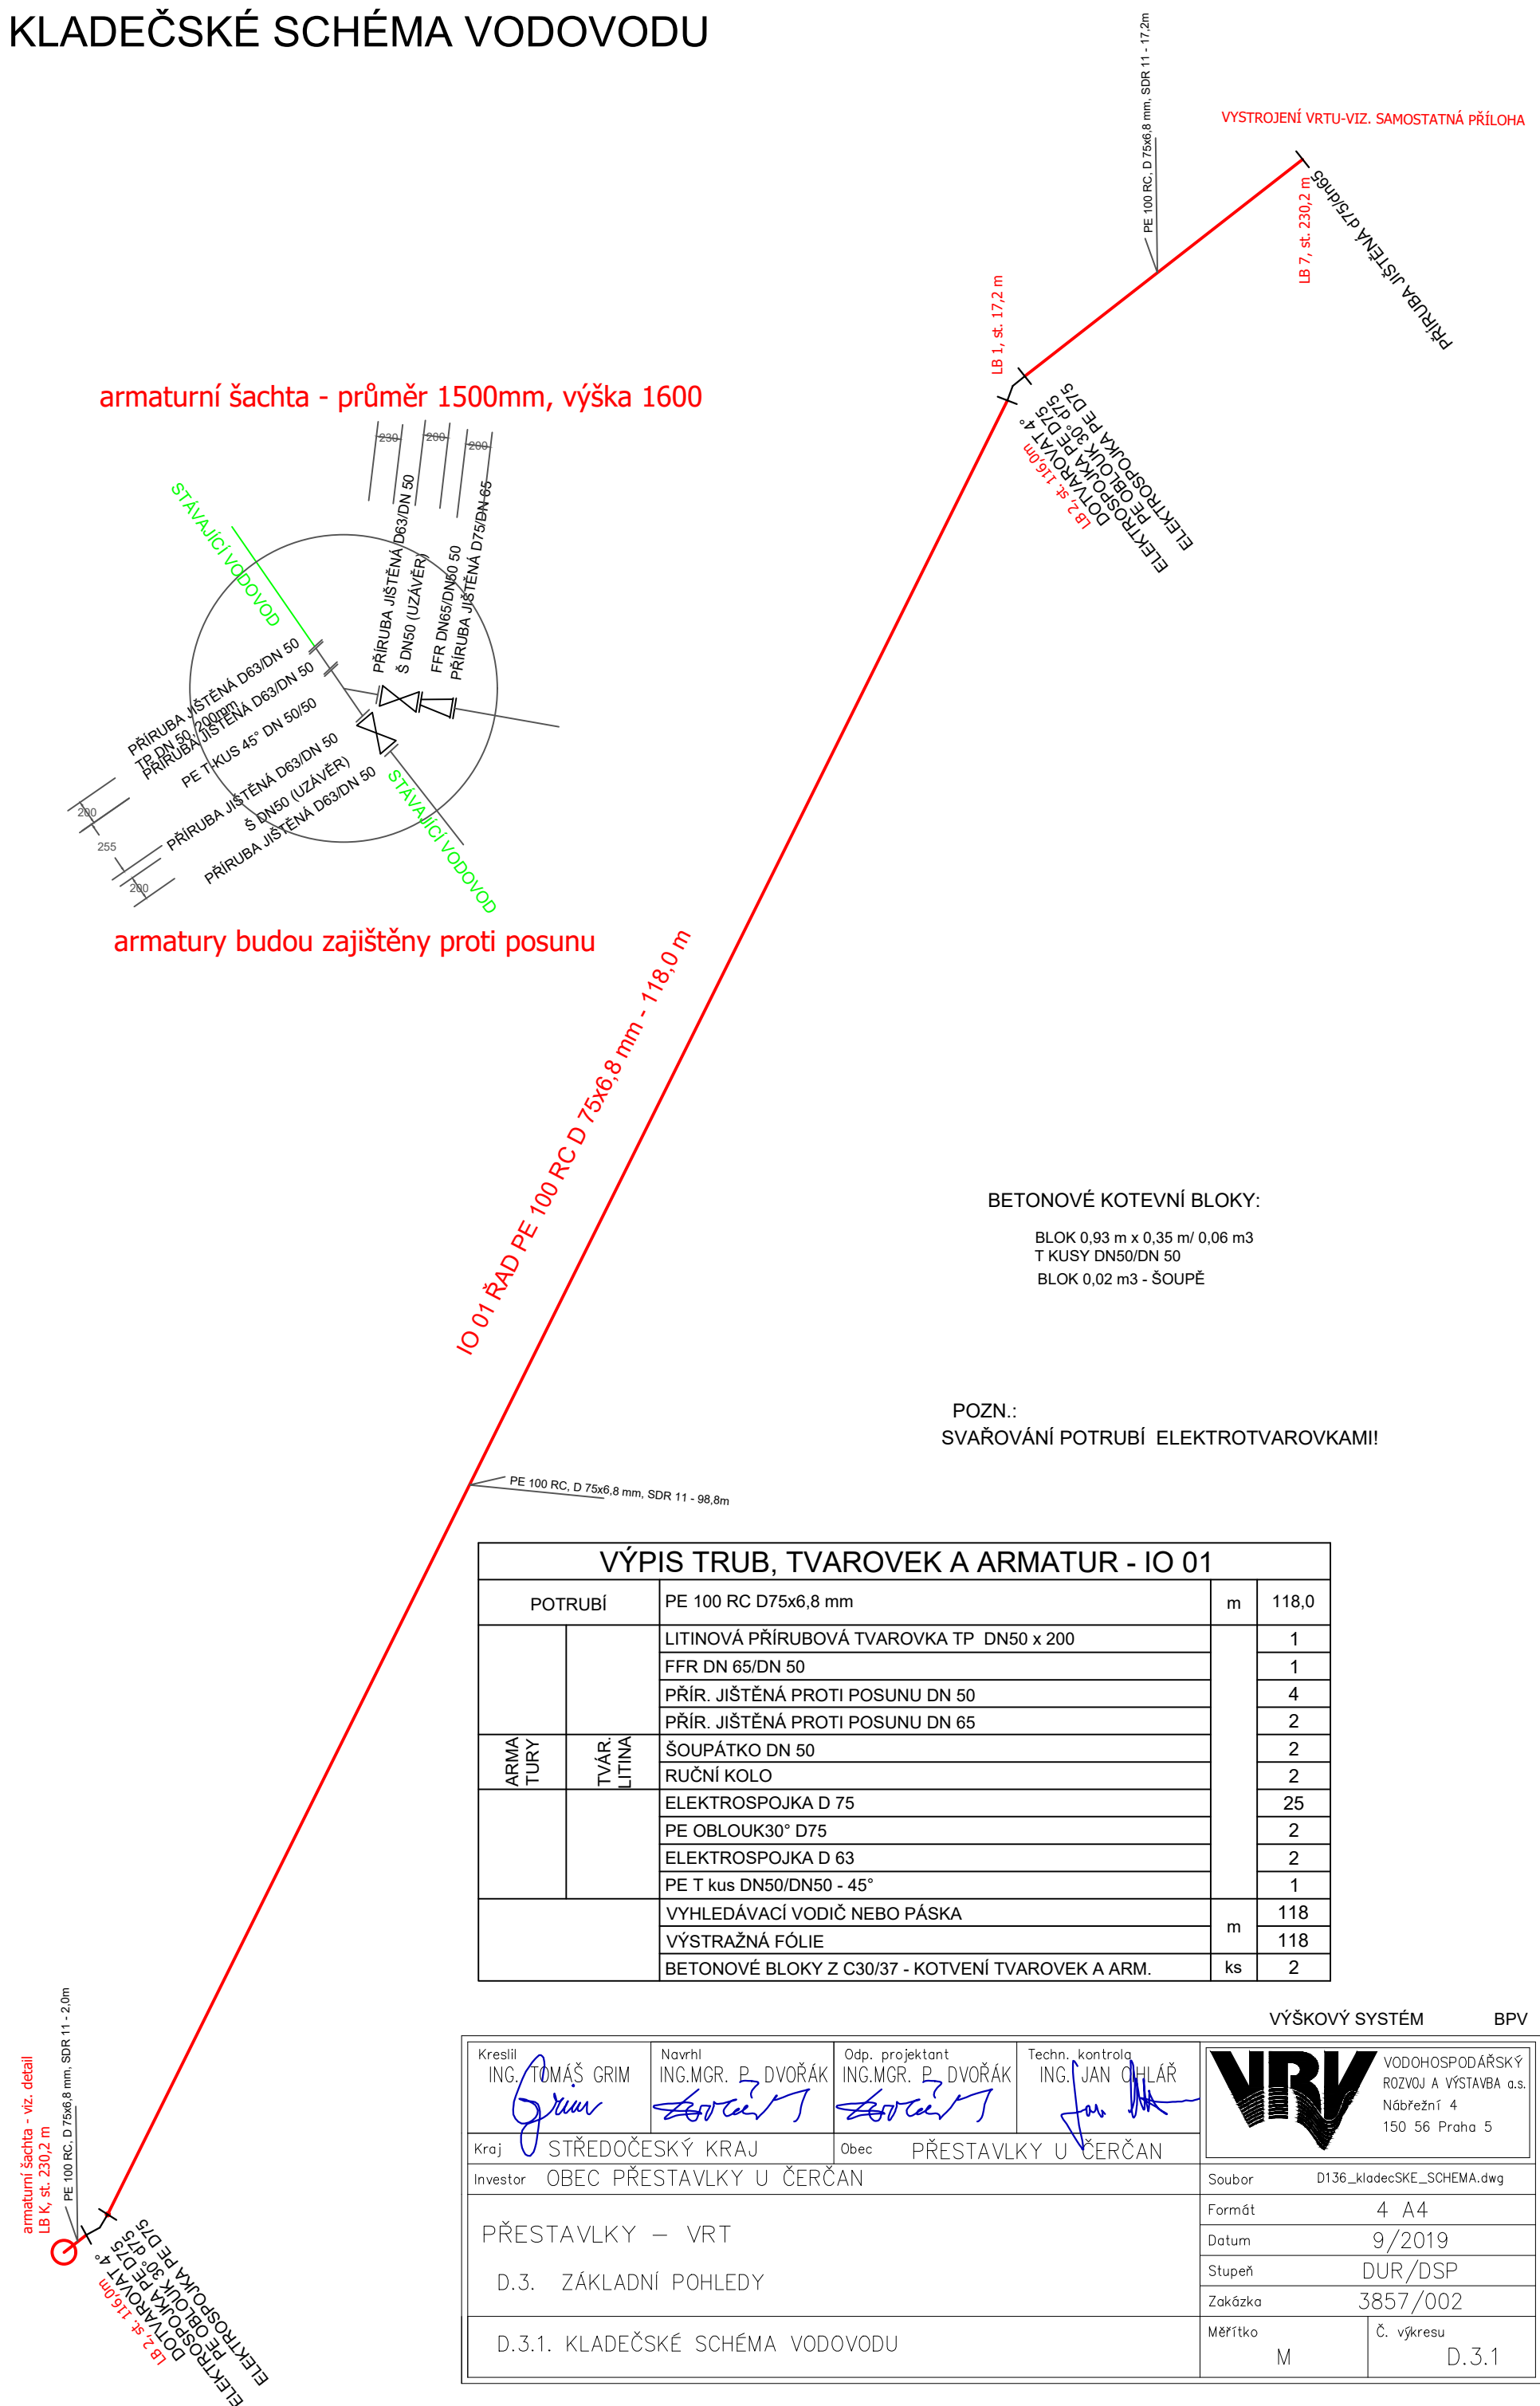 KLADEČSKÉ SCHÉMA VODOVODU
PE 100 RC, D 75x6,8 mm, SDR 11 - 17,2m
VYSTROJENÍ VRTU-VIZ. SAMOSTATNÁ PŘÍLOHA
LB 7, st. 230,2 m
PŘÍRUBA JIŠTĚNÁ d75/dn65
LB 1, st. 17,2 m
ELEKTROSPOJKA PE D75
PE OBLOUK 30° d75
ELEKTROSPOJKA PE D75
DOTVAROVAT 4°
LB 2, st. 116,0m
armaturní šachta - průměr 1500mm, výška 1600
230
200
200
STÁVAJÍCÍ VODOVOD
PŘÍRUBA JIŠTĚNÁ D63/DN 50
Š DN50 (UZÁVĚR)
FFR DN65/DN50 50
PŘÍRUBA JIŠTĚNÁ D75/DN 65
PŘÍRUBA JIŠTĚNÁ D63/DN 50
TP DN 50, 200mm
PŘÍRUBA JIŠTĚNÁ D63/DN 50
PE T-KUS 45° DN 50/50
PŘÍRUBA JIŠTĚNÁ D63/DN 50
Š DN50 (UZÁVĚR)
PŘÍRUBA JIŠTĚNÁ D63/DN 50
STÁVAJÍCÍ VODOVOD
200
255
200
armatury budou zajištěny proti posunu
IO 01 ŘAD PE 100 RC D 75x6,8 mm - 118,0 m
BETONOVÉ KOTEVNÍ BLOKY:
BLOK 0,93 m x 0,35 m/ 0,06 m3
T KUSY DN50/DN 50
BLOK 0,02 m3 - ŠOUPĚ
POZN.:
SVAŘOVÁNÍ POTRUBÍ ELEKTROTVAROVKAMI!
PE 100 RC, D 75x6,8 mm, SDR 11 - 98,8m
VÝPIS TRUB, TVAROVEK A ARMATUR - IO 01
POTRUBÍ PE 100 RC D75x6,8 mm m 118,0
LITINOVÁ PŘÍRUBOVÁ TVAROVKA TP DN50 x 200 1
FFR DN 65/DN 50 1
PŘÍR. JIŠTĚNÁ PROTI POSUNU DN 50 4
PŘÍR. JIŠTĚNÁ PROTI POSUNU DN 65 2
ARMA
TURY
TVÁR.
LITINA
ŠOUPÁTKO DN 50 2
RUČNÍ KOLO 2
ELEKTROSPOJKA D 75 25
PE OBLOUK30° D75 2
ELEKTROSPOJKA D 63 2
PE T kus DN50/DN50 - 45° 1
VYHLEDÁVACÍ VODIČ NEBO PÁSKA m 118
VÝSTRAŽNÁ FÓLIE 118
BETONOVÉ BLOKY Z C30/37 - KOTVENÍ TVAROVEK A ARM. ks 2
armaturní šachta - viz. detail
LB K, st. 230,2 m
PE 100 RC, D 75x6,8 mm, SDR 11 - 2,0m
ELEKTROSPOJKA PE D75
PE OBLOUK 30° d75
ELEKTROSPOJKA PE D75
DOTVAROVAT 4°
LB 2, st. 116,0m
VÝŠKOVÝ SYSTÉM BPV
Kreslil
ING. TOMÁŠ GRIM
Navrhl
ING.MGR. P. DVOŘÁK
Odp. projektant
ING.MGR. P. DVOŘÁK
Techn. kontrola
ING. JAN CIHLÁŘ
VRV
VODOHOSPODÁŘSKÝ
ROZVOJ A VÝSTAVBA a.s.
Nábřežní 4
150 56 Praha 5
Kraj STŘEDOČESKÝ KRAJ
Obec PŘESTAVLKY U ČERČAN
Investor OBEC PŘESTAVLKY U ČERČAN
Soubor D136_kladecSKE_SCHEMA.dwg
Formát 4 A4
Datum 9/2019
Stupeň DUR/DSP
Zakázka 3857/002
PŘESTAVLKY – VRT
D.3. ZÁKLADNÍ POHLEDY
D.3.1. KLADEČSKÉ SCHÉMA VODOVODU
Měřítko
M
Č. výkresu
D.3.1